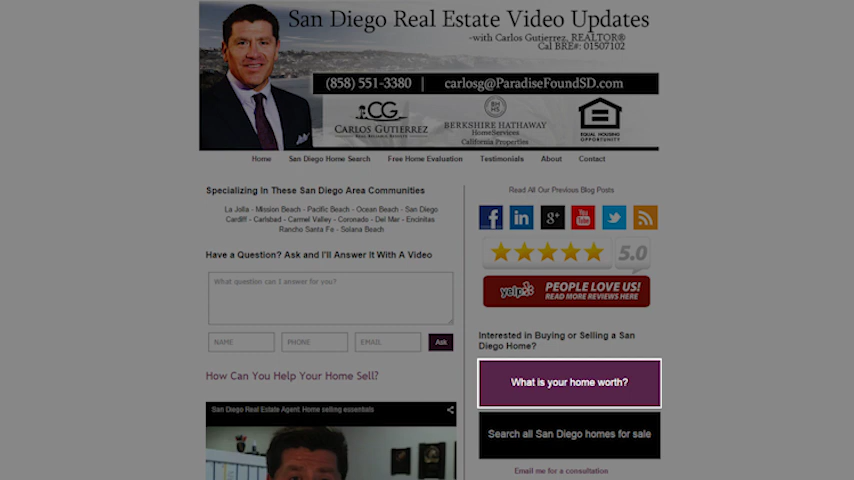 San Diego Real Estate Video Updates
-with Carlos Gutierrez, REALTOR®
Cal BRE#: 01507102
(858) 551-3380 | carlosg@ParadiseFoundSD.com
CG
CARLOS GUTIERREZ
BERKSHIRE HATHAWAY
HomeServices
California Properties
EQUAL HOUSING
OPPORTUNITY
Home San Diego Home Search Free Home Evaluation Testimonials About Contact
Specializing In These San Diego Area Communities
La Jolla - Mission Beach - Pacific Beach - Ocean Beach - San Diego
Cardiff - Carlsbad - Carmel Valley - Coronado - Del Mar - Encinitas
Rancho Santa Fe - Solana Beach
Have a Question? Ask and I'll Answer It With A Video
What question can I answer for you?
NAME PHONE EMAIL Ask
How Can You Help Your Home Sell?
San Diego Real Estate Agent: Home selling essentials
Read All Our Previous Blog Posts
f in g+ You Tube
5.0
yelp PEOPLE LOVE US!
READ MORE REVIEWS HERE
Interested in Buying or Selling a San
Diego Home?
What is your home worth?
Search all San Diego homes for sale
Email me for a consultation